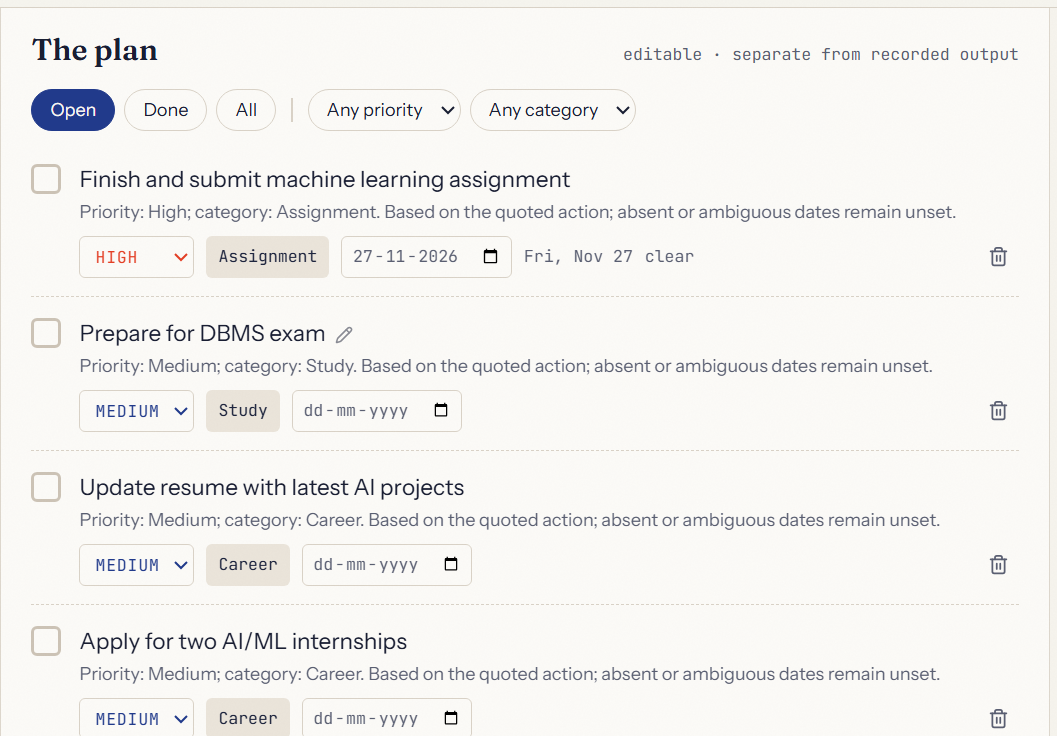 The plan
editable · separate from recorded output
Open Done All Any priority Any category
Finish and submit machine learning assignment
Priority: High; category: Assignment. Based on the quoted action; absent or ambiguous dates remain unset.
HIGH Assignment 27-11-2026 Fri, Nov 27 clear
Prepare for DBMS exam
Priority: Medium; category: Study. Based on the quoted action; absent or ambiguous dates remain unset.
MEDIUM Study dd-mm-yyyy
Update resume with latest AI projects
Priority: Medium; category: Career. Based on the quoted action; absent or ambiguous dates remain unset.
MEDIUM Career dd-mm-yyyy
Apply for two AI/ML internships
Priority: Medium; category: Career. Based on the quoted action; absent or ambiguous dates remain unset.
MEDIUM Career dd-mm-yyyy